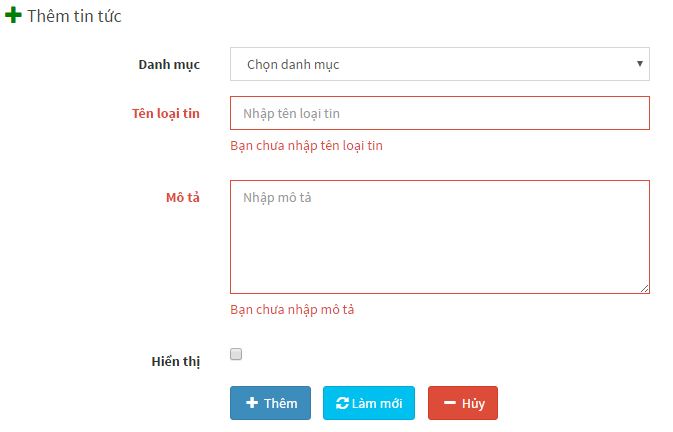 Thêm tin tức
Danh mục Chọn danh mục
Tên loại tin Nhập tên loại tin
Bạn chưa nhập tên loại tin
Mô tả Nhập mô tả
Bạn chưa nhập mô tả
Hiển thị
Thêm Làm mới Hủy